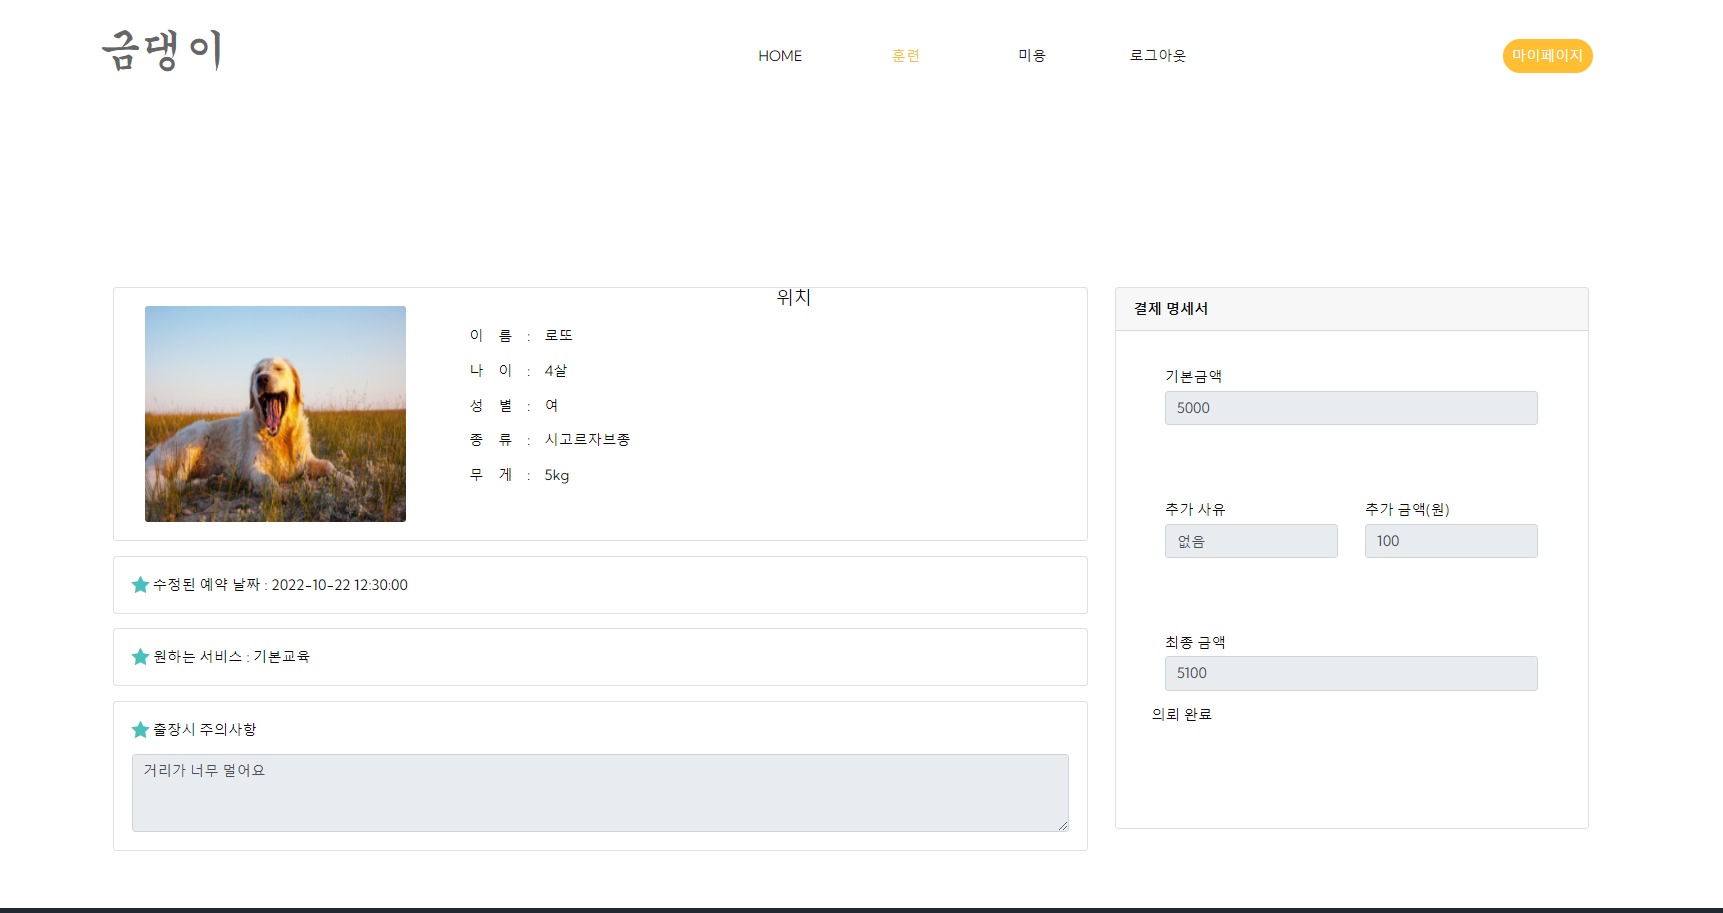 금댕이
HOME 훈련 미용 로그아웃 마이페이지
위치
이 름 : 로또
나 이 : 4살
성 별 : 여
종 류 : 시고르자브종
무 게 : 5kg
수정된 예약 날짜 : 2022-10-22 12:30:00
원하는 서비스 : 기본교육
출장시 주의사항
거리가 너무 멀어요
결제 명세서
기본금액
5000
추가 사유 추가 금액(원)
없음 100
최종 금액
5100
의뢰 완료